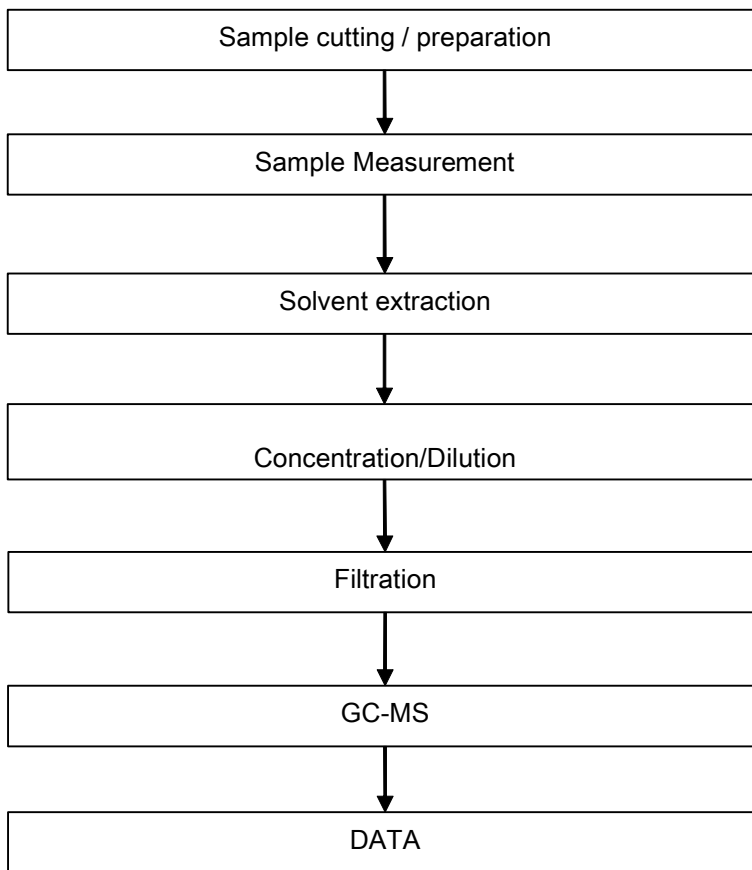 Sample cutting / preparation
Sample Measurement
Solvent extraction
Concentration/Dilution
Filtration
GC-MS
DATA